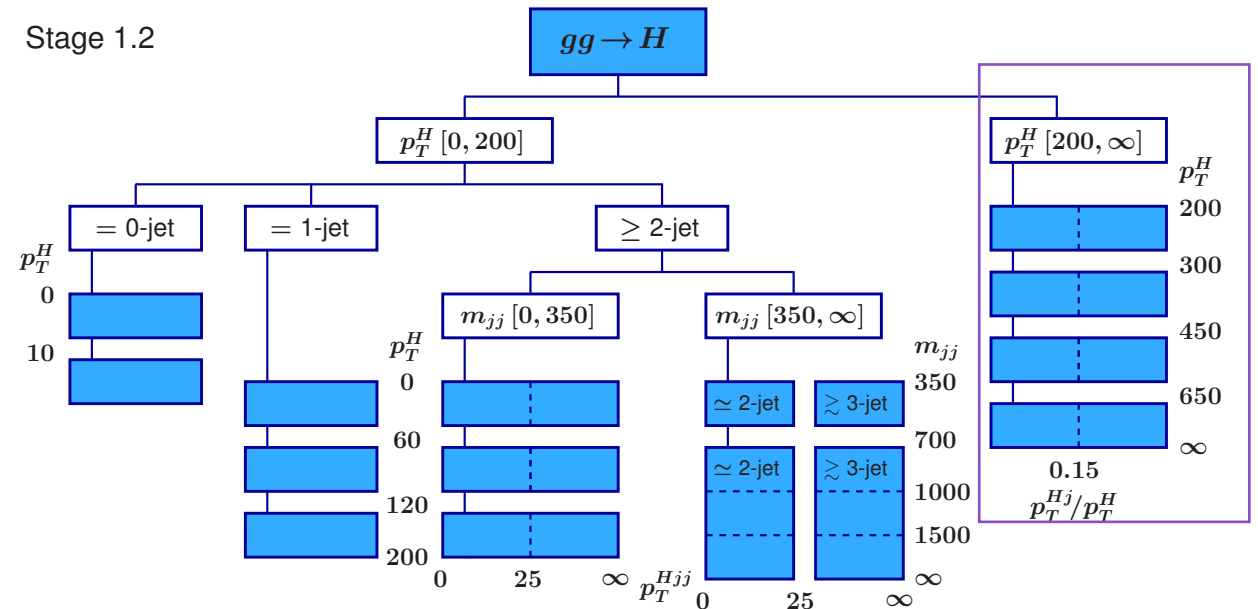 Stage 1.2
gg → H
p_T^H [0, 200]
p_T^H [200, ∞]
= 0-jet
= 1-jet
≥ 2-jet
p_T^H
0
10
m_jj [0, 350]
m_jj [350, ∞]
p_T^H
0
60
120
200
0
25
∞
m_jj
350
700
1000
1500
∞
≃ 2-jet
≳ 3-jet
≃ 2-jet
≳ 3-jet
p_T^Hjj
0
25
∞
p_T^H
200
300
450
650
∞
0.15
p_T^Hj/p_T^H